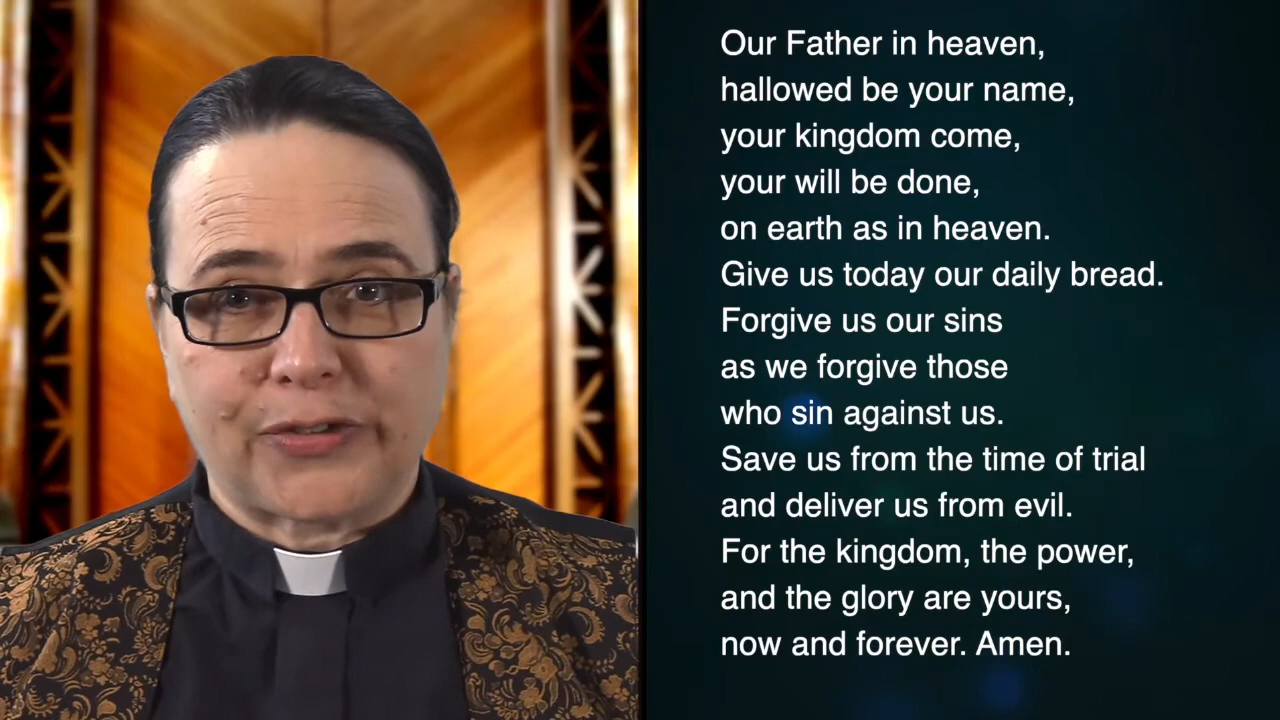 Our Father in heaven,
hallowed be your name,
your kingdom come,
your will be done,
on earth as in heaven.
Give us today our daily bread.
Forgive us our sins
as we forgive those
who sin against us.
Save us from the time of trial
and deliver us from evil.
For the kingdom, the power,
and the glory are yours,
now and forever. Amen.